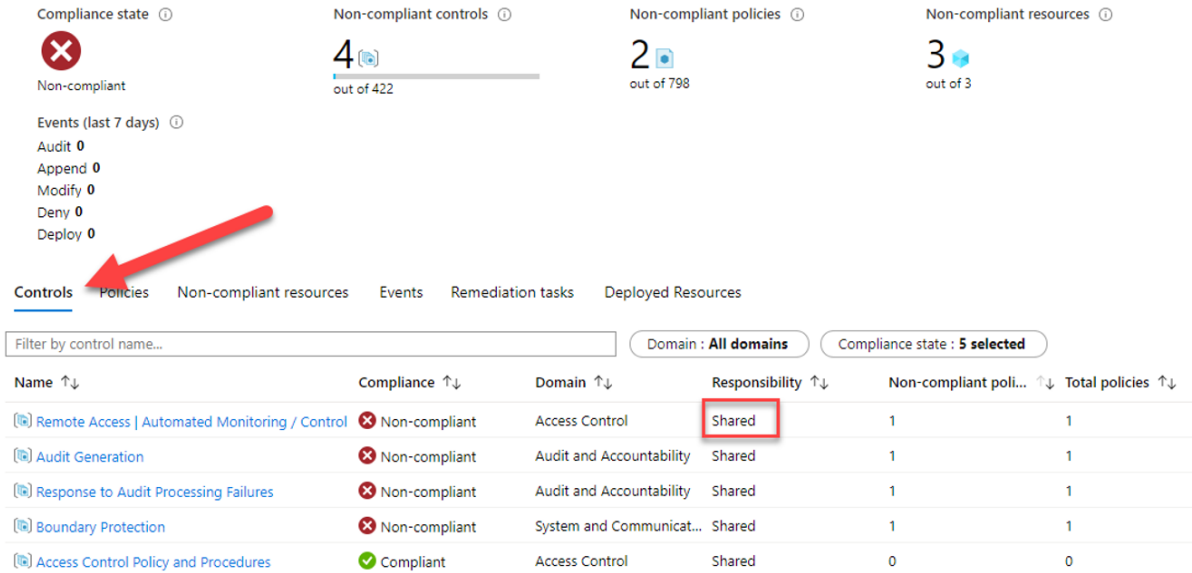 Compliance state
Non-compliant controls
Non-compliant policies
Non-compliant resources
4
2
3
Non-compliant
out of 422
out of 798
out of 3
Events (last 7 days)
Audit 0
Append 0
Modify 0
Deny 0
Deploy 0
Controls Policies Non-compliant resources Events Remediation tasks Deployed Resources
Filter by control name... Domain : All domains Compliance state : 5 selected
Name Compliance Domain Responsibility Non-compliant poli... Total policies
Remote Access | Automated Monitoring / Control Non-compliant Access Control Shared 1 1
Audit Generation Non-compliant Audit and Accountability Shared 1 1
Response to Audit Processing Failures Non-compliant Audit and Accountability Shared 1 1
Boundary Protection Non-compliant System and Communicat... Shared 1 1
Access Control Policy and Procedures Compliant Access Control Shared 0 0